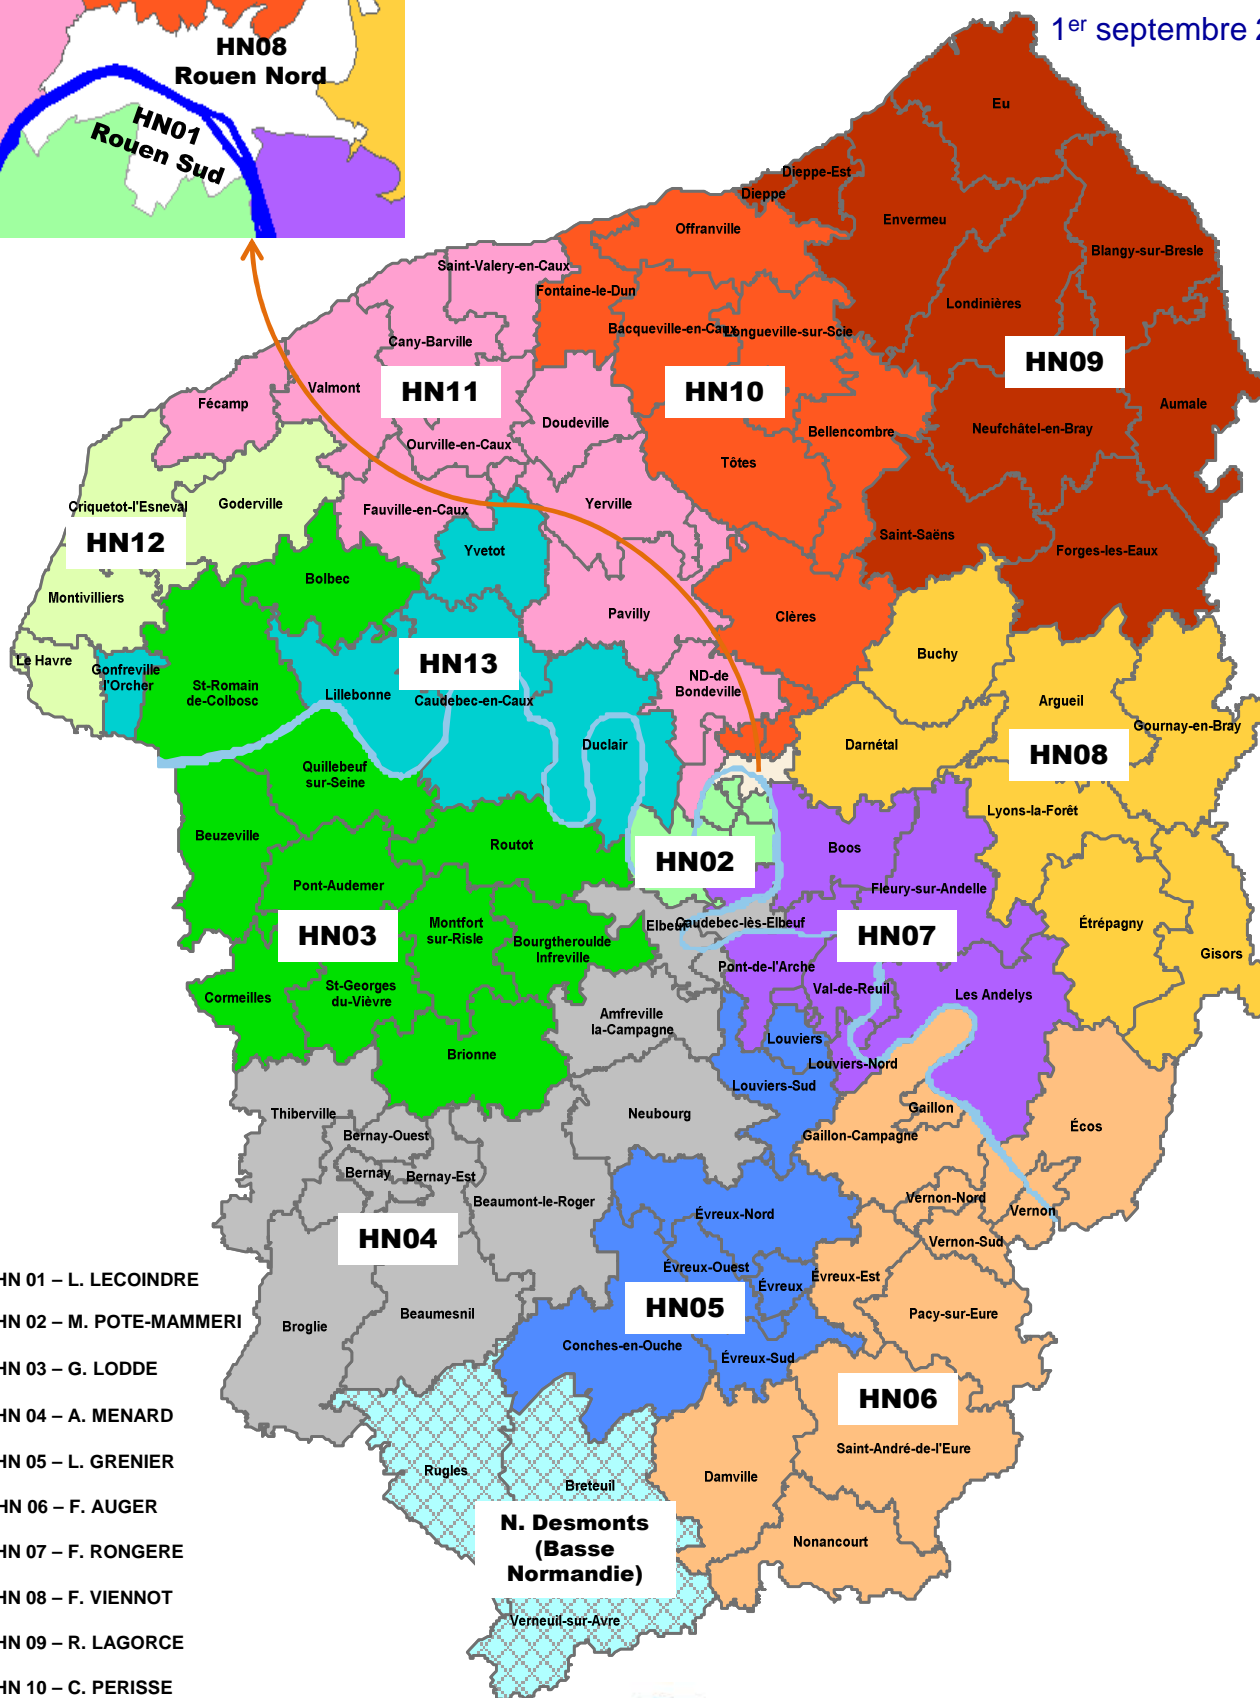 1er septembre 2
HN08
Rouen Nord
HN01
Rouen Sud
Eu
Dieppe-Est
Dieppe
Envermeu
Offranville
Blangy-sur-Bresle
Saint-Valery-en-Caux
Fontaine-le-Dun
Londinières
Bacqueville-en-Caux
Longueville-sur-Scie
Cany-Barville
HN09
Valmont
HN11
HN10
Fécamp
Aumale
Doudeville
Bellencombre
Neufchâtel-en-Bray
Ourville-en-Caux
Tôtes
Criquetot-l'Esneval
Goderville
Fauville-en-Caux
Yerville
HN12
Saint-Saëns
Yvetot
Forges-les-Eaux
Bolbec
Montivilliers
Pavilly
Clères
Buchy
Le Havre
HN13
Gonfreville
l'Orcher
ND-de
Bondeville
St-Romain
de-Colbosc
Lillebonne
Caudebec-en-Caux
Argueil
Gournay-en-Bray
Duclair
Darnétal
HN08
Quillebeuf
sur-Seine
Lyons-la-Forêt
Beuzeville
Routot
Boos
HN02
Pont-Audemer
Fleury-sur-Andelle
Montfort
sur-Risle
Elbeuf
Caudebec-lès-Elbeuf
Étrépagny
HN03
HN07
Bourgtheroulde
Infreville
Gisors
Pont-de-l'Arche
Cormeilles
St-Georges
du-Vièvre
Val-de-Reuil
Les Andelys
Amfreville
la-Campagne
Louviers
Brionne
Louviers-Nord
Louviers-Sud
Thiberville
Neubourg
Gaillon
Écos
Bernay-Ouest
Gaillon-Campagne
Bernay
Bernay-Est
Beaumont-le-Roger
Vernon-Nord
Vernon
Évreux-Nord
HN04
Vernon-Sud
Évreux-Ouest
Évreux
Évreux-Est
HN05
Pacy-sur-Eure
Beaumesnil
Broglie
Conches-en-Ouche
Évreux-Sud
HN06
Saint-André-de-l'Eure
Rugles
Damville
Breteuil
N. Desmonts
(Basse
Normandie)
Nonancourt
Verneuil-sur-Avre
HN 01 – L. LECOINDRE
HN 02 – M. POTE-MAMMERI
HN 03 – G. LODDE
HN 04 – A. MENARD
HN 05 – L. GRENIER
HN 06 – F. AUGER
HN 07 – F. RONGERE
HN 08 – F. VIENNOT
HN 09 – R. LAGORCE
HN 10 – C. PERISSE